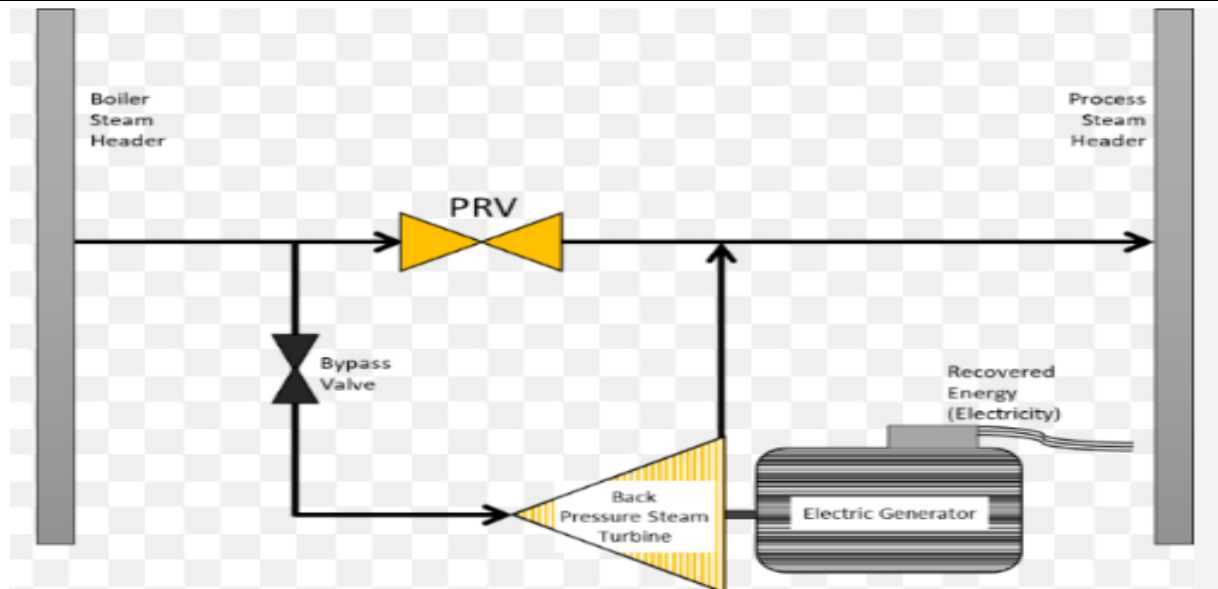 Boiler
Steam
Header
Process
Steam
Header
PRV
Bypass
Valve
Recovered
Energy
(Electricity)
Back
Pressure Steam
Turbine
Electric Generator